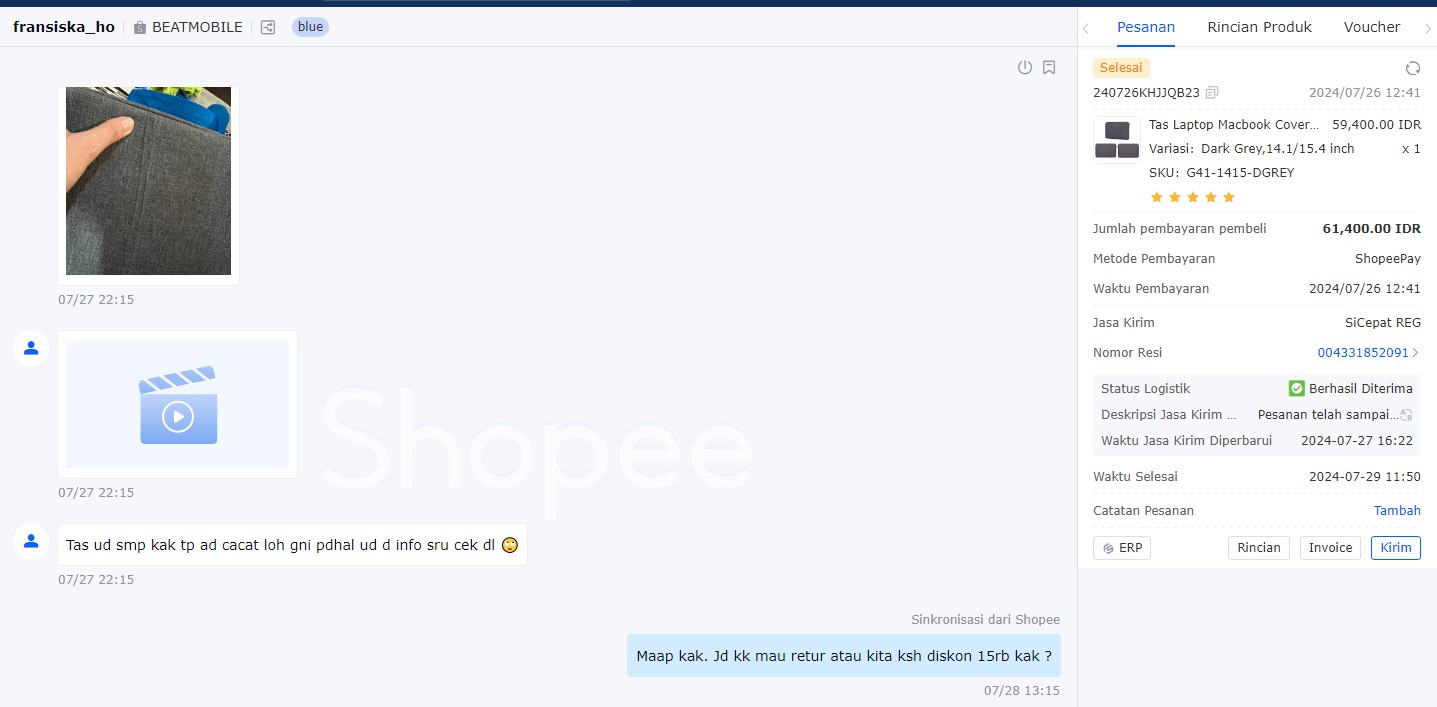 fransiska_ho
BEATMOBILE
blue
07/27 22:15
07/27 22:15
Shopee
Tas ud smp kak tp ad cacat loh gni pdhal ud d info sru cek dl 🙄
07/27 22:15
Sinkronisasi dari Shopee
Maap kak. Jd kk mau retur atau kita ksh diskon 15rb kak ?
07/28 13:15
Pesanan Rincian Produk Voucher
Selesai
240726KHJJQB23 2024/07/26 12:41
Tas Laptop Macbook Cover... 59,400.00 IDR
Variasi: Dark Grey,14.1/15.4 inch x 1
SKU: G41-1415-DGREY
Jumlah pembayaran pembeli 61,400.00 IDR
Metode Pembayaran ShopeePay
Waktu Pembayaran 2024/07/26 12:41
Jasa Kirim SiCepat REG
Nomor Resi 004331852091
Status Logistik ✅ Berhasil Diterima
Deskripsi Jasa Kirim ... Pesanan telah sampai...
Waktu Jasa Kirim Diperbarui 2024-07-27 16:22
Waktu Selesai 2024-07-29 11:50
Catatan Pesanan Tambah
ERP Rincian Invoice Kirim